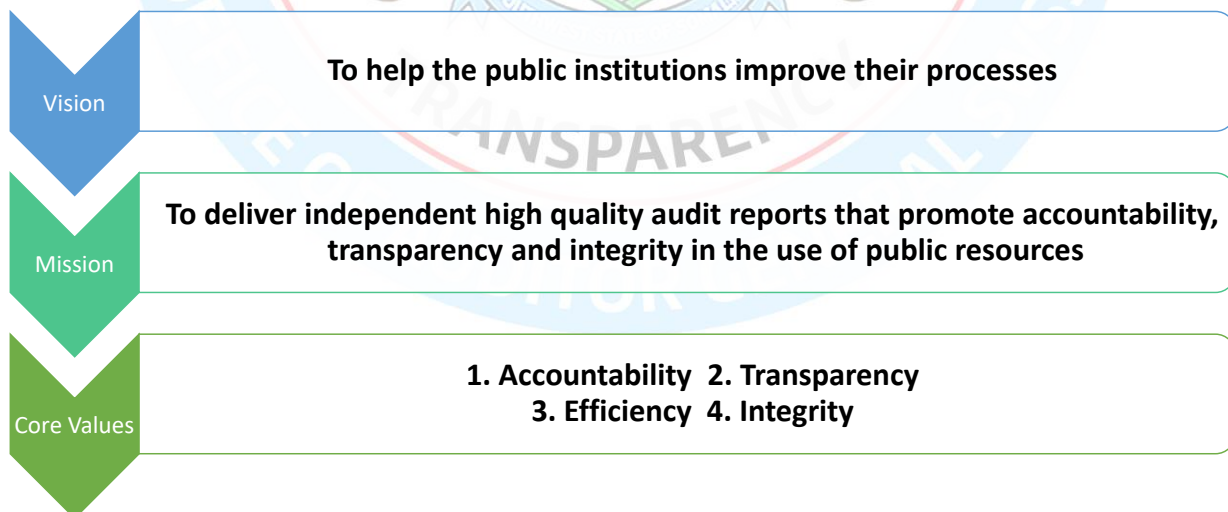 Vision
To help the public institutions improve their processes
TRANSPARENCY
Mission
To deliver independent high quality audit reports that promote accountability,
transparency and integrity in the use of public resources
Core Values
1. Accountability 2. Transparency
3. Efficiency 4. Integrity